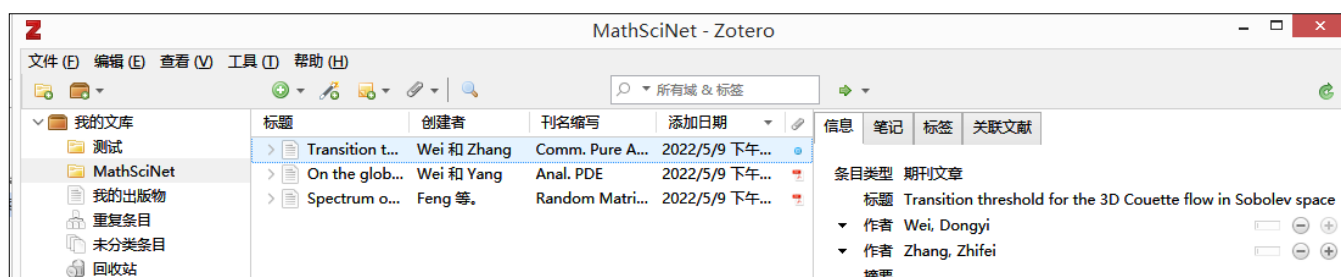 Z MathSciNet - Zotero
文件(F) 编辑(E) 查看(V) 工具(T) 帮助(H)
所有域 & 标签
我的文库
测试
MathSciNet
我的出版物
重复条目
未分类条目
回收站
标题 创建者 刊名缩写 添加日期
Transition t... Wei 和 Zhang Comm. Pure A... 2022/5/9 下午...
On the glob... Wei 和 Yang Anal. PDE 2022/5/9 下午...
Spectrum o... Feng 等。 Random Matri... 2022/5/9 下午...
信息 笔记 标签 关联文献
条目类型 期刊文章
标题 Transition threshold for the 3D Couette flow in Sobolev space
作者 Wei, Dongyi
作者 Zhang, Zhifei
摘要